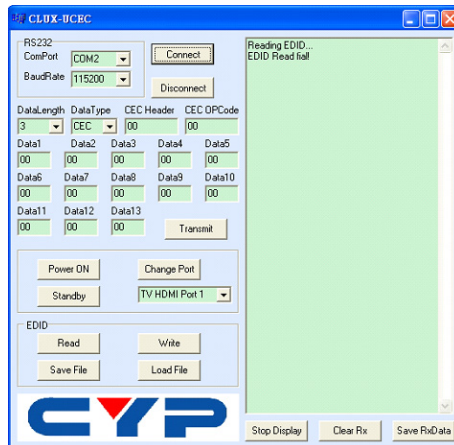 CLUX-UCEC
RS232
ComPort COM2
BaudRate 115200
Connect
Disconnect
DataLength DataType CEC Header CEC OPCode
3 CEC 00 00
Data1 Data2 Data3 Data4 Data5
00 00 00 00 00
Data6 Data7 Data8 Data9 Data10
00 00 00 00 00
Data11 Data12 Data13
00 00 00 Transmit
Power ON Change Port
Standby TV HDMI Port 1
EDID
Read Write
Save File Load File
CYP
Reading EDID...
EDID Read fial!
Stop Display Clear Rx Save RxData